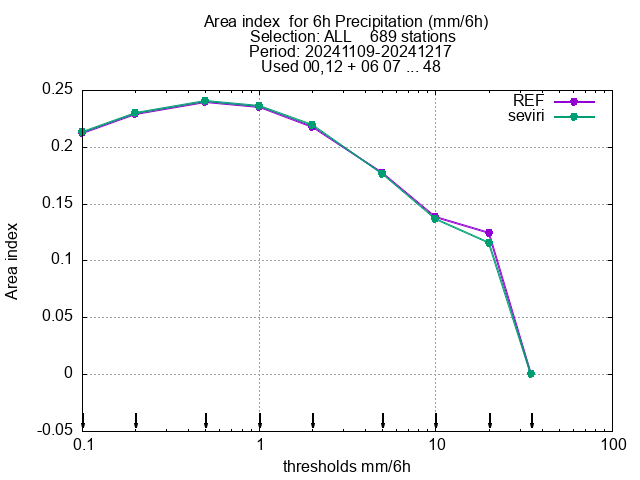 Area index  for 6h Precipitation (mm/6h)
Selection: ALL    689 stations
Period: 20241109-20241217
Used 00,12 + 06 07 ... 48
REF
seviri
0.25
0.2
0.15
0.1
0.05
0
-0.05
Area index
0.1
1
10
100
thresholds mm/6h